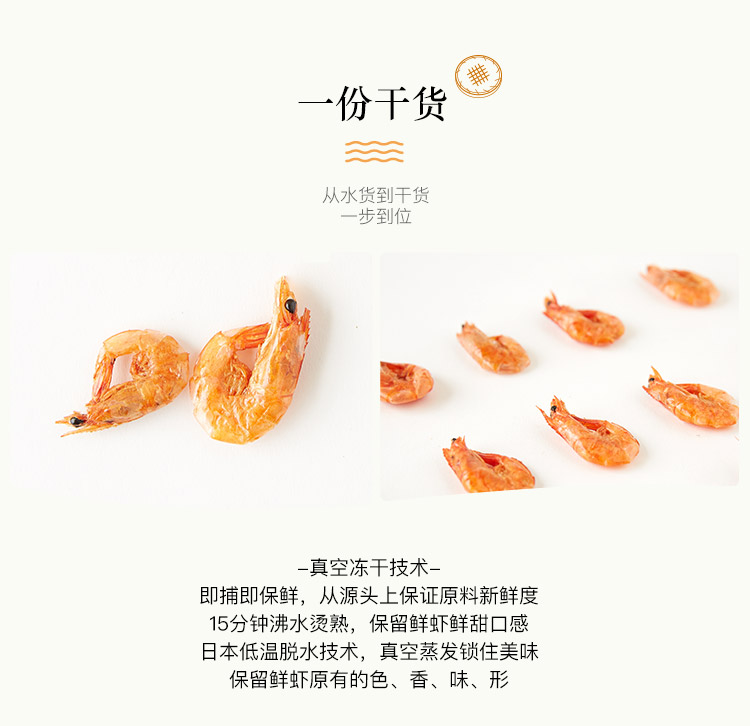 一份干货
从水货到干货
一步到位
–真空冻干技术–
即捕即保鲜，从源头上保证原料新鲜度
15分钟沸水烫熟，保留鲜虾鲜甜口感
日本低温脱水技术，真空蒸发锁住美味
保留鲜虾原有的色、香、味、形